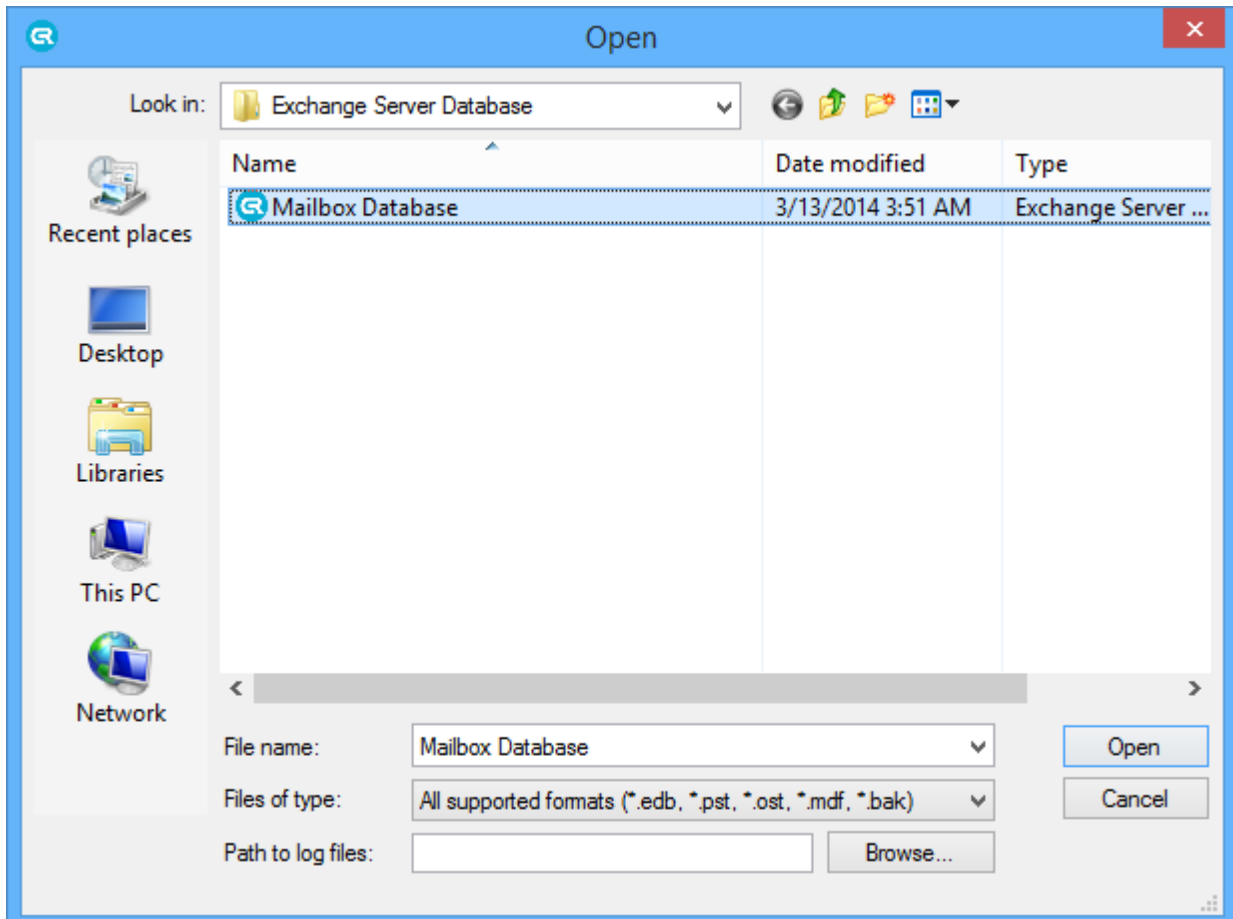 Open
Look in: Exchange Server Database
Name Date modified Type
Mailbox Database 3/13/2014 3:51 AM Exchange Server ...
Recent places
Desktop
Libraries
This PC
Network
File name: Mailbox Database Open
Files of type: All supported formats (*.edb, *.pst, *.ost, *.mdf, *.bak) Cancel
Path to log files: Browse...